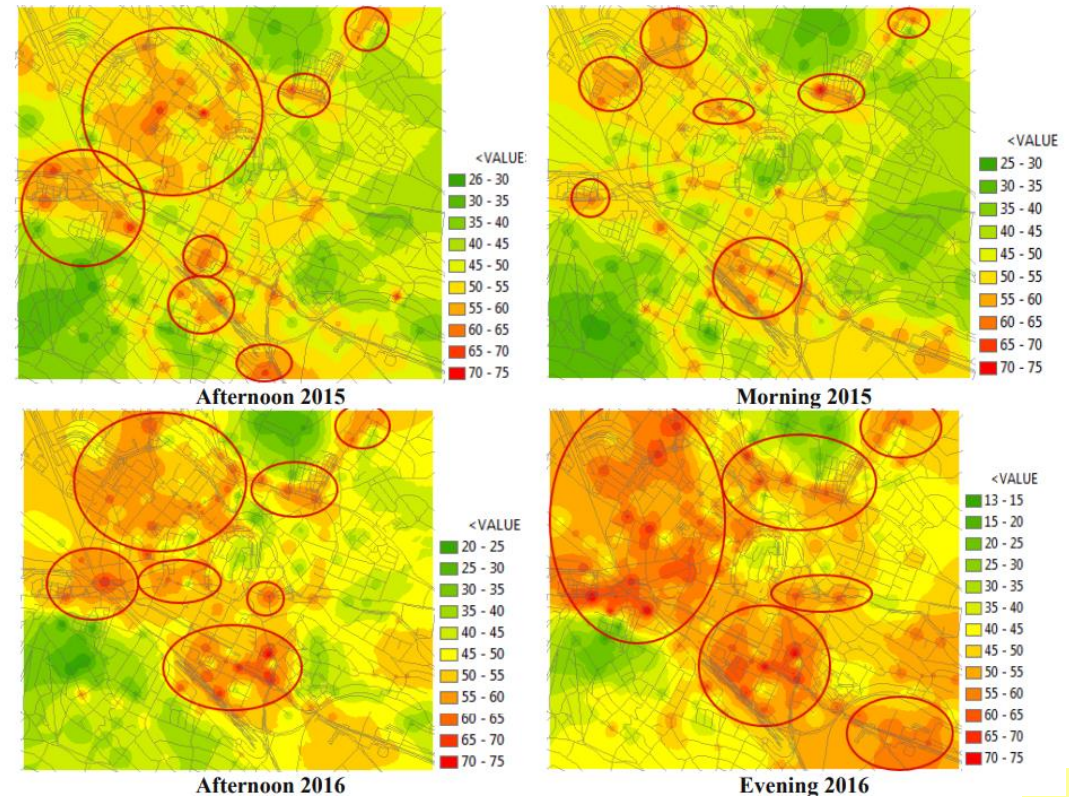 <VALUE:
26 - 30
30 - 35
35 - 40
40 - 45
45 - 50
50 - 55
55 - 60
60 - 65
65 - 70
70 - 75
Afternoon 2015
<VALUE
25 - 30
30 - 35
35 - 40
40 - 45
45 - 50
50 - 55
55 - 60
60 - 65
65 - 70
70 - 75
Morning 2015
<VALUE
20 - 25
25 - 30
30 - 35
35 - 40
40 - 45
45 - 50
50 - 55
55 - 60
60 - 65
65 - 70
70 - 75
Afternoon 2016
<VALUE
13 - 15
15 - 20
20 - 25
25 - 30
30 - 35
35 - 40
40 - 45
45 - 50
50 - 55
55 - 60
60 - 65
65 - 70
70 - 75
Evening 2016